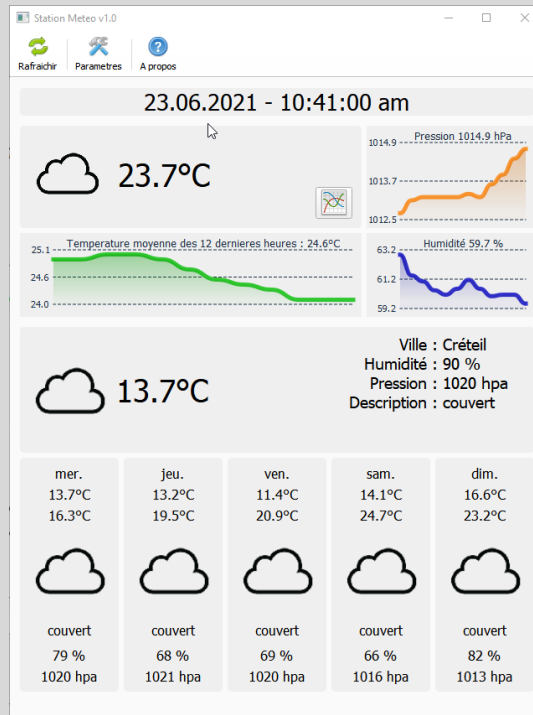 Station Meteo v1.0
Rafraichir Parametres A propos
23.06.2021 - 10:41:00 am
23.7°C
Pression 1014.9 hPa
1014.9
1013.7
1012.5
Temperature moyenne des 12 dernieres heures : 24.6°C
25.1
24.6
24.0
Humidité 59.7 %
63.2
61.2
59.2
13.7°C
Ville : Créteil
Humidité : 90 %
Pression : 1020 hpa
Description : couvert
mer. jeu. ven. sam. dim.
13.7°C 13.2°C 11.4°C 14.1°C 16.6°C
16.3°C 19.5°C 20.9°C 24.7°C 23.2°C
couvert couvert couvert couvert couvert
79 % 68 % 69 % 66 % 82 %
1020 hpa 1021 hpa 1020 hpa 1016 hpa 1013 hpa